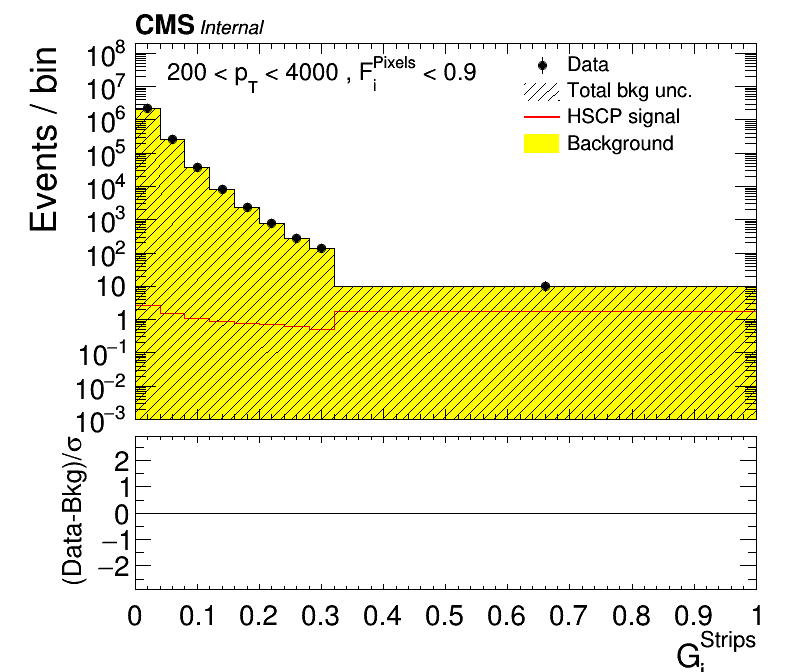 CMS Internal
200 < p_T < 4000 , F_i^Pixels < 0.9
Data
Total bkg unc.
HSCP signal
Background
Events / bin
10^8
10^7
10^6
10^5
10^4
10^3
10^2
10
1
10^−1
10^−2
10^−3
(Data-Bkg)/σ
2
1
0
−1
−2
0 0.1 0.2 0.3 0.4 0.5 0.6 0.7 0.8 0.9 1
G_i^Strips